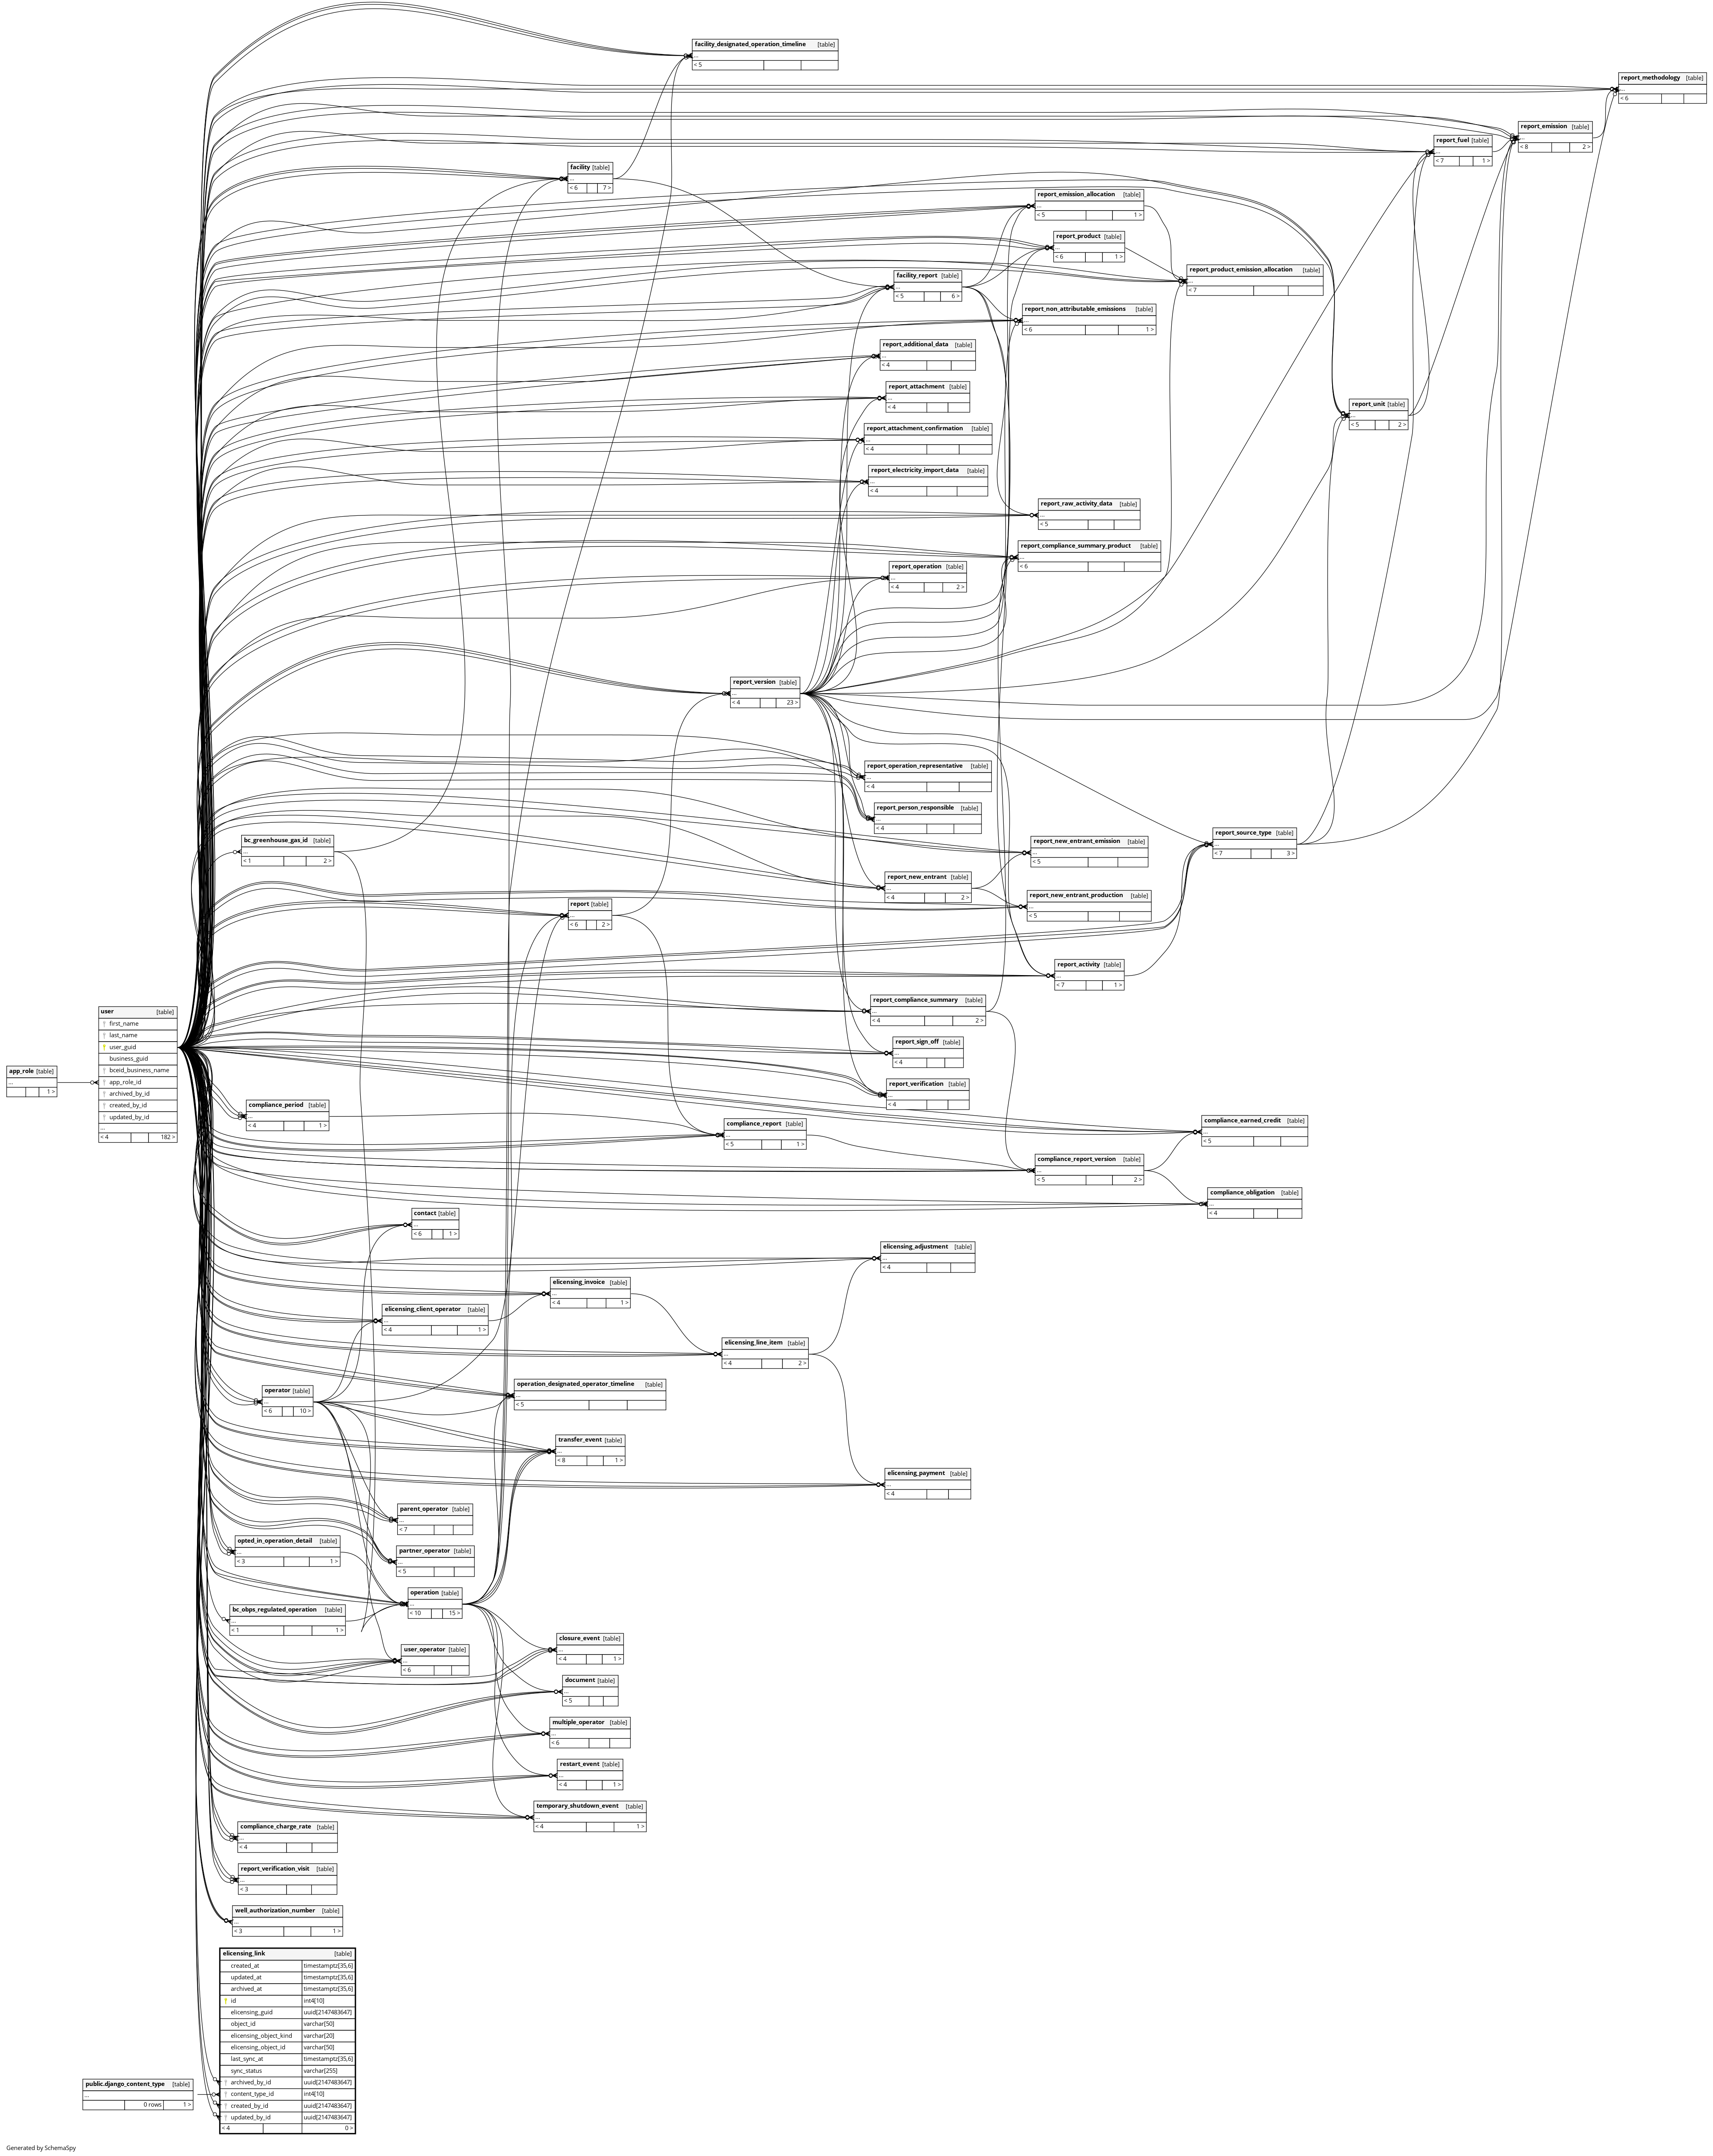 facility_designated_operation_timeline [table]
...
< 5
report_methodology [table]
...
< 6
report_emission [table]
...
< 8 2 >
report_fuel [table]
...
< 7 1 >
facility [table]
...
< 6 7 >
report_emission_allocation [table]
...
< 5 1 >
report_product [table]
...
< 6 1 >
report_product_emission_allocation [table]
...
< 7
facility_report [table]
...
< 5 6 >
report_non_attributable_emissions [table]
...
< 6 1 >
report_additional_data [table]
...
< 4
report_attachment [table]
...
< 4
report_unit [table]
...
< 5 2 >
report_attachment_confirmation [table]
...
< 4
report_electricity_import_data [table]
...
< 4
report_raw_activity_data [table]
...
< 5
report_compliance_summary_product [table]
...
< 6
report_operation [table]
...
< 4 2 >
report_version [table]
...
< 4 23 >
report_operation_representative [table]
...
< 4
report_person_responsible [table]
...
< 4
report_source_type [table]
...
< 7 3 >
bc_greenhouse_gas_id [table]
...
< 1 2 >
report_new_entrant_emission [table]
...
< 5
report_new_entrant [table]
...
< 4 2 >
report_new_entrant_production [table]
...
< 5
report [table]
...
< 6 2 >
report_activity [table]
...
< 7 1 >
report_compliance_summary [table]
...
< 4 2 >
user [table]
first_name
last_name
user_guid
business_guid
bceid_business_name
app_role_id
archived_by_id
created_by_id
updated_by_id
...
< 4 182 >
report_sign_off [table]
...
< 4
app_role [table]
...
1 >
report_verification [table]
...
< 4
compliance_period [table]
...
< 4 1 >
compliance_earned_credit [table]
...
< 5
compliance_report [table]
...
< 5 1 >
compliance_report_version [table]
...
< 5 2 >
compliance_obligation [table]
...
< 4
contact [table]
...
< 6 1 >
elicensing_adjustment [table]
...
< 4
elicensing_invoice [table]
...
< 4 1 >
elicensing_client_operator [table]
...
< 4 1 >
elicensing_line_item [table]
...
< 4 2 >
operation_designated_operator_timeline [table]
...
< 5
operator [table]
...
< 6 10 >
transfer_event [table]
...
< 8 1 >
elicensing_payment [table]
...
< 4
parent_operator [table]
...
< 7
opted_in_operation_detail [table]
...
< 3 1 >
partner_operator [table]
...
< 5
operation [table]
...
< 10 15 >
bc_obps_regulated_operation [table]
...
< 1 1 >
closure_event [table]
...
< 4 1 >
user_operator [table]
...
< 6
document [table]
...
< 5
multiple_operator [table]
...
< 6
restart_event [table]
...
< 4 1 >
temporary_shutdown_event [table]
...
< 4 1 >
compliance_charge_rate [table]
...
< 4
report_verification_visit [table]
...
< 3
well_authorization_number [table]
...
< 3 1 >
elicensing_link [table]
created_at timestamptz[35,6]
updated_at timestamptz[35,6]
archived_at timestamptz[35,6]
id int4[10]
elicensing_guid uuid[2147483647]
object_id varchar[50]
elicensing_object_kind varchar[20]
elicensing_object_id varchar[50]
last_sync_at timestamptz[35,6]
sync_status varchar[255]
archived_by_id uuid[2147483647]
content_type_id int4[10]
created_by_id uuid[2147483647]
updated_by_id uuid[2147483647]
< 4 0 >
public.django_content_type [table]
...
0 rows 1 >
Generated by SchemaSpy